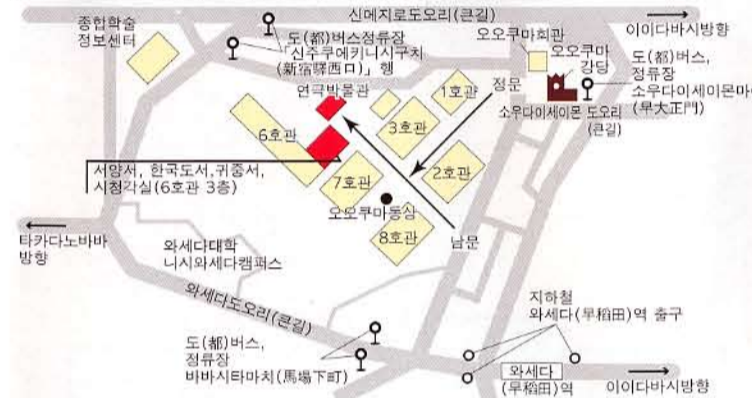 신메지로도오리(큰길)
이이다바시방향
종합학술
정보센터
도(都)버스정류장
「신주쿠에키니시구치
(新宿驛西口)」행
오오쿠마회관
오오쿠마
강당
도(都)버스,
정류장
소우다이세이몬마
(早大正門)
소우다이세이몬 도오리
(큰길)
연극박물관
1호관
정문
3호관
6호관
2호관
7호관
서양서, 한국도서,귀중서,
시청각실(6호관 3층)
오오쿠마동상
8호관
남문
타카다노바바
방향
와세다대학
니시와세다캠퍼스
와세다도오리(큰길)
지하철
와세다(早稻田)역 출구
도(都)버스,
정류장
바바시타마치(馬場下町)
와세다
(早稻田)역
이이다바시방향